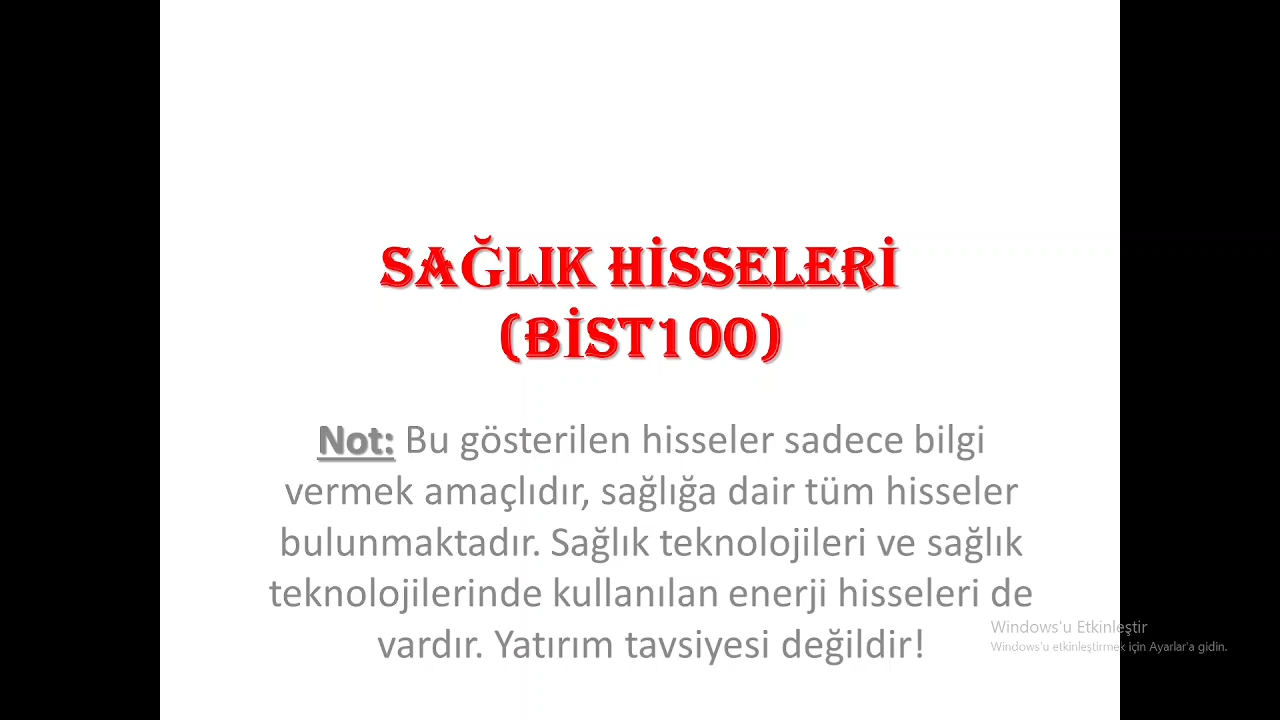 SAĞLIK HİSSELERİ
(BİST100)
Not: Bu gösterilen hisseler sadece bilgi
vermek amaçlıdır, sağlığa dair tüm hisseler
bulunmaktadır. Sağlık teknolojileri ve sağlık
teknolojilerinde kullanılan enerji hisseleri de
vardır. Yatırım tavsiyesi değildir!
Windows'u Etkinleştir
Windows'u etkinleştirmek için Ayarlar'a gidin.